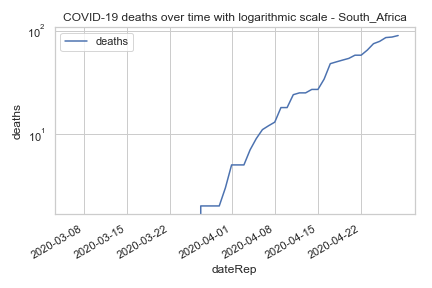 COVID-19 deaths over time with logarithmic scale - South_Africa
deaths
10²
10¹
deaths
2020-03-08
2020-03-15
2020-03-22
2020-04-01
2020-04-08
2020-04-15
2020-04-22
dateRep